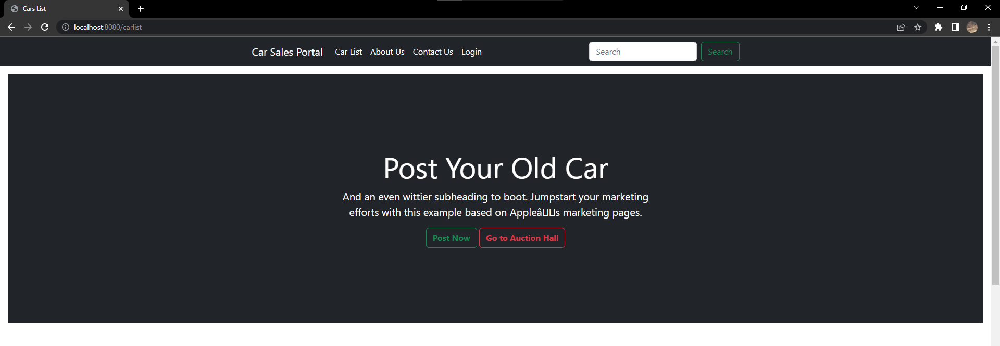 Cars List
localhost:8080/carlist
Car Sales Portal Car List About Us Contact Us Login Search Search
Post Your Old Car
And an even wittier subheading to boot. Jumpstart your marketing
efforts with this example based on Appleâ▯▯s marketing pages.
Post Now Go to Auction Hall